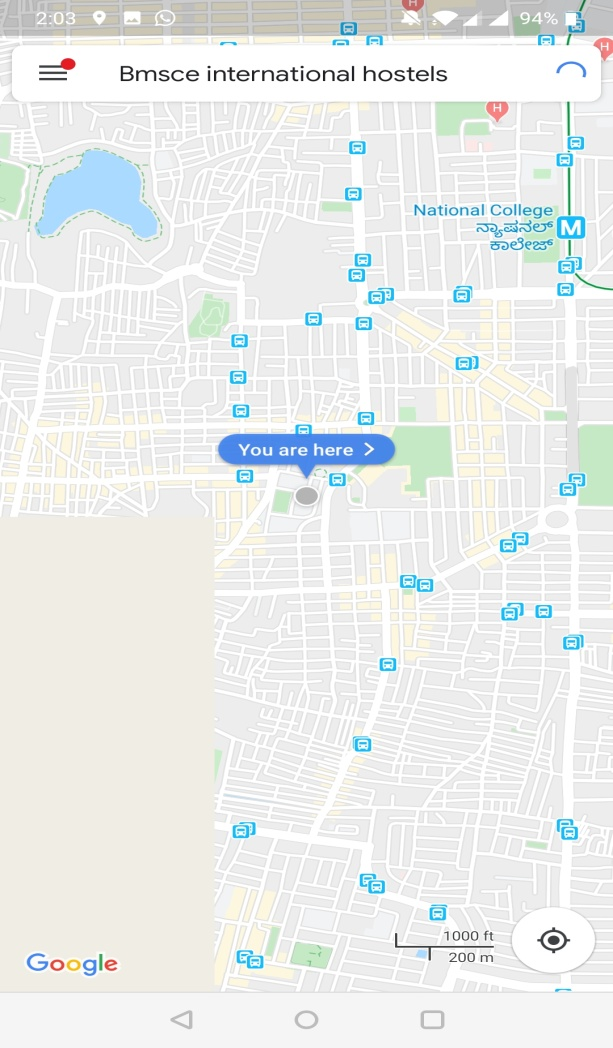 2:03
94%
H
Bmsce international hostels
H
H
National College
ನ್ಯಾಷನಲ್
ಕಾಲೇಜ್
M
You are here
1000 ft
200 m
Google